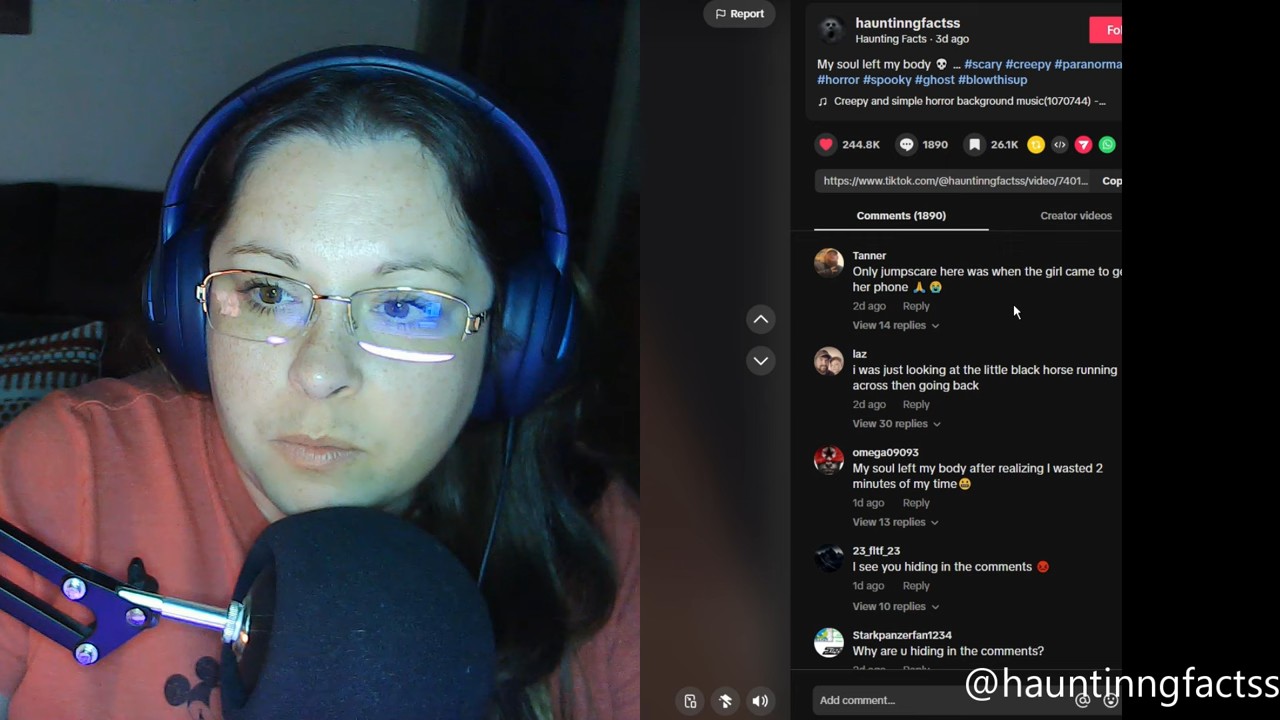 Report
hauntinngfactss
Haunting Facts · 3d ago
My soul left my body 💀 ... #scary #creepy #paranorma
#horror #spooky #ghost #blowthisup
Creepy and simple horror background music(1070744) -...
244.8K
1890
26.1K
https://www.tiktok.com/@hauntinngfactss/video/7401...
Comments (1890)
Creator videos
Tanner
Only jumpscare here was when the girl came to
her phone 🙏 😭
2d ago Reply
View 14 replies
laz
i was just looking at the little black horse running
across then going back
2d ago Reply
View 30 replies
omega09093
My soul left my body after realizing I wasted 2
minutes of my time😆
1d ago Reply
View 13 replies
23_fltf_23
I see you hiding in the comments 😡
1d ago Reply
View 10 replies
Starkpanzerfan1234
Why are u hiding in the comments?
Add comment...
@hauntinngfactss